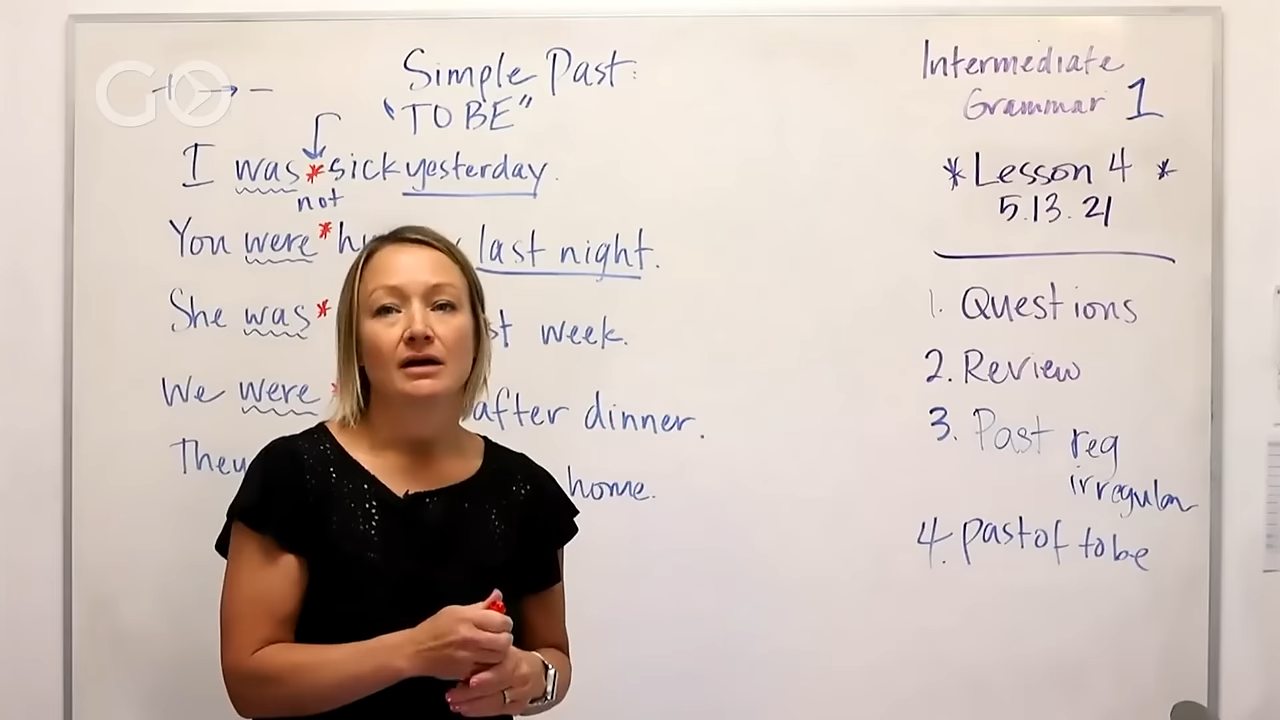 GO
+ → −
Simple Past:
"TO BE"
I was * sick yesterday.
not
You were * last night.
She was * week.
We were * after dinner.
They home.
Intermediate
Grammar 1
* Lesson 4 *
5.13.21
1. Questions
2. Review
3. Past reg
irregular
4. past of to be